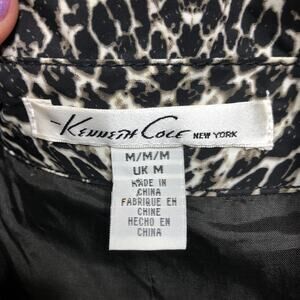 KENNETH COLE NEW YORK
M/M/M
UK M
MADE IN
CHINA
FABRIQUE EN
CHINE
HECHO EN
CHINA